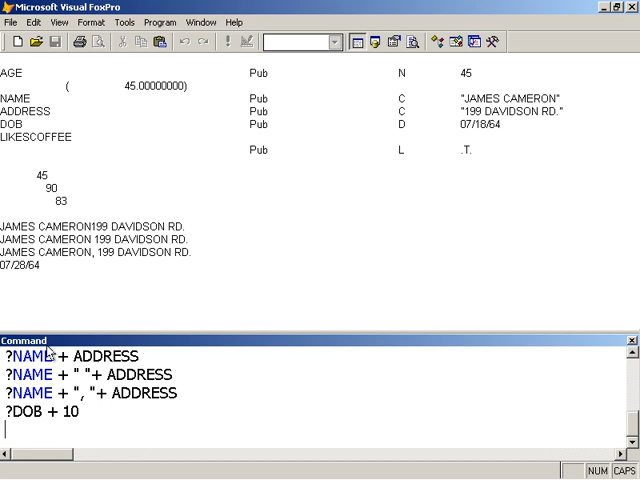 Microsoft Visual FoxPro
File Edit View Format Tools Program Window Help
AGE Pub N 45
( 45.00000000)
NAME Pub C "JAMES CAMERON"
ADDRESS Pub C "199 DAVIDSON RD."
DOB Pub D 07/18/64
LIKESCOFFEE
Pub L .T.
45
90
83
JAMES CAMERON199 DAVIDSON RD.
JAMES CAMERON 199 DAVIDSON RD.
JAMES CAMERON, 199 DAVIDSON RD.
07/28/64
Command
?NAME + ADDRESS
?NAME + " "+ ADDRESS
?NAME + ", "+ ADDRESS
?DOB + 10
NUM CAPS